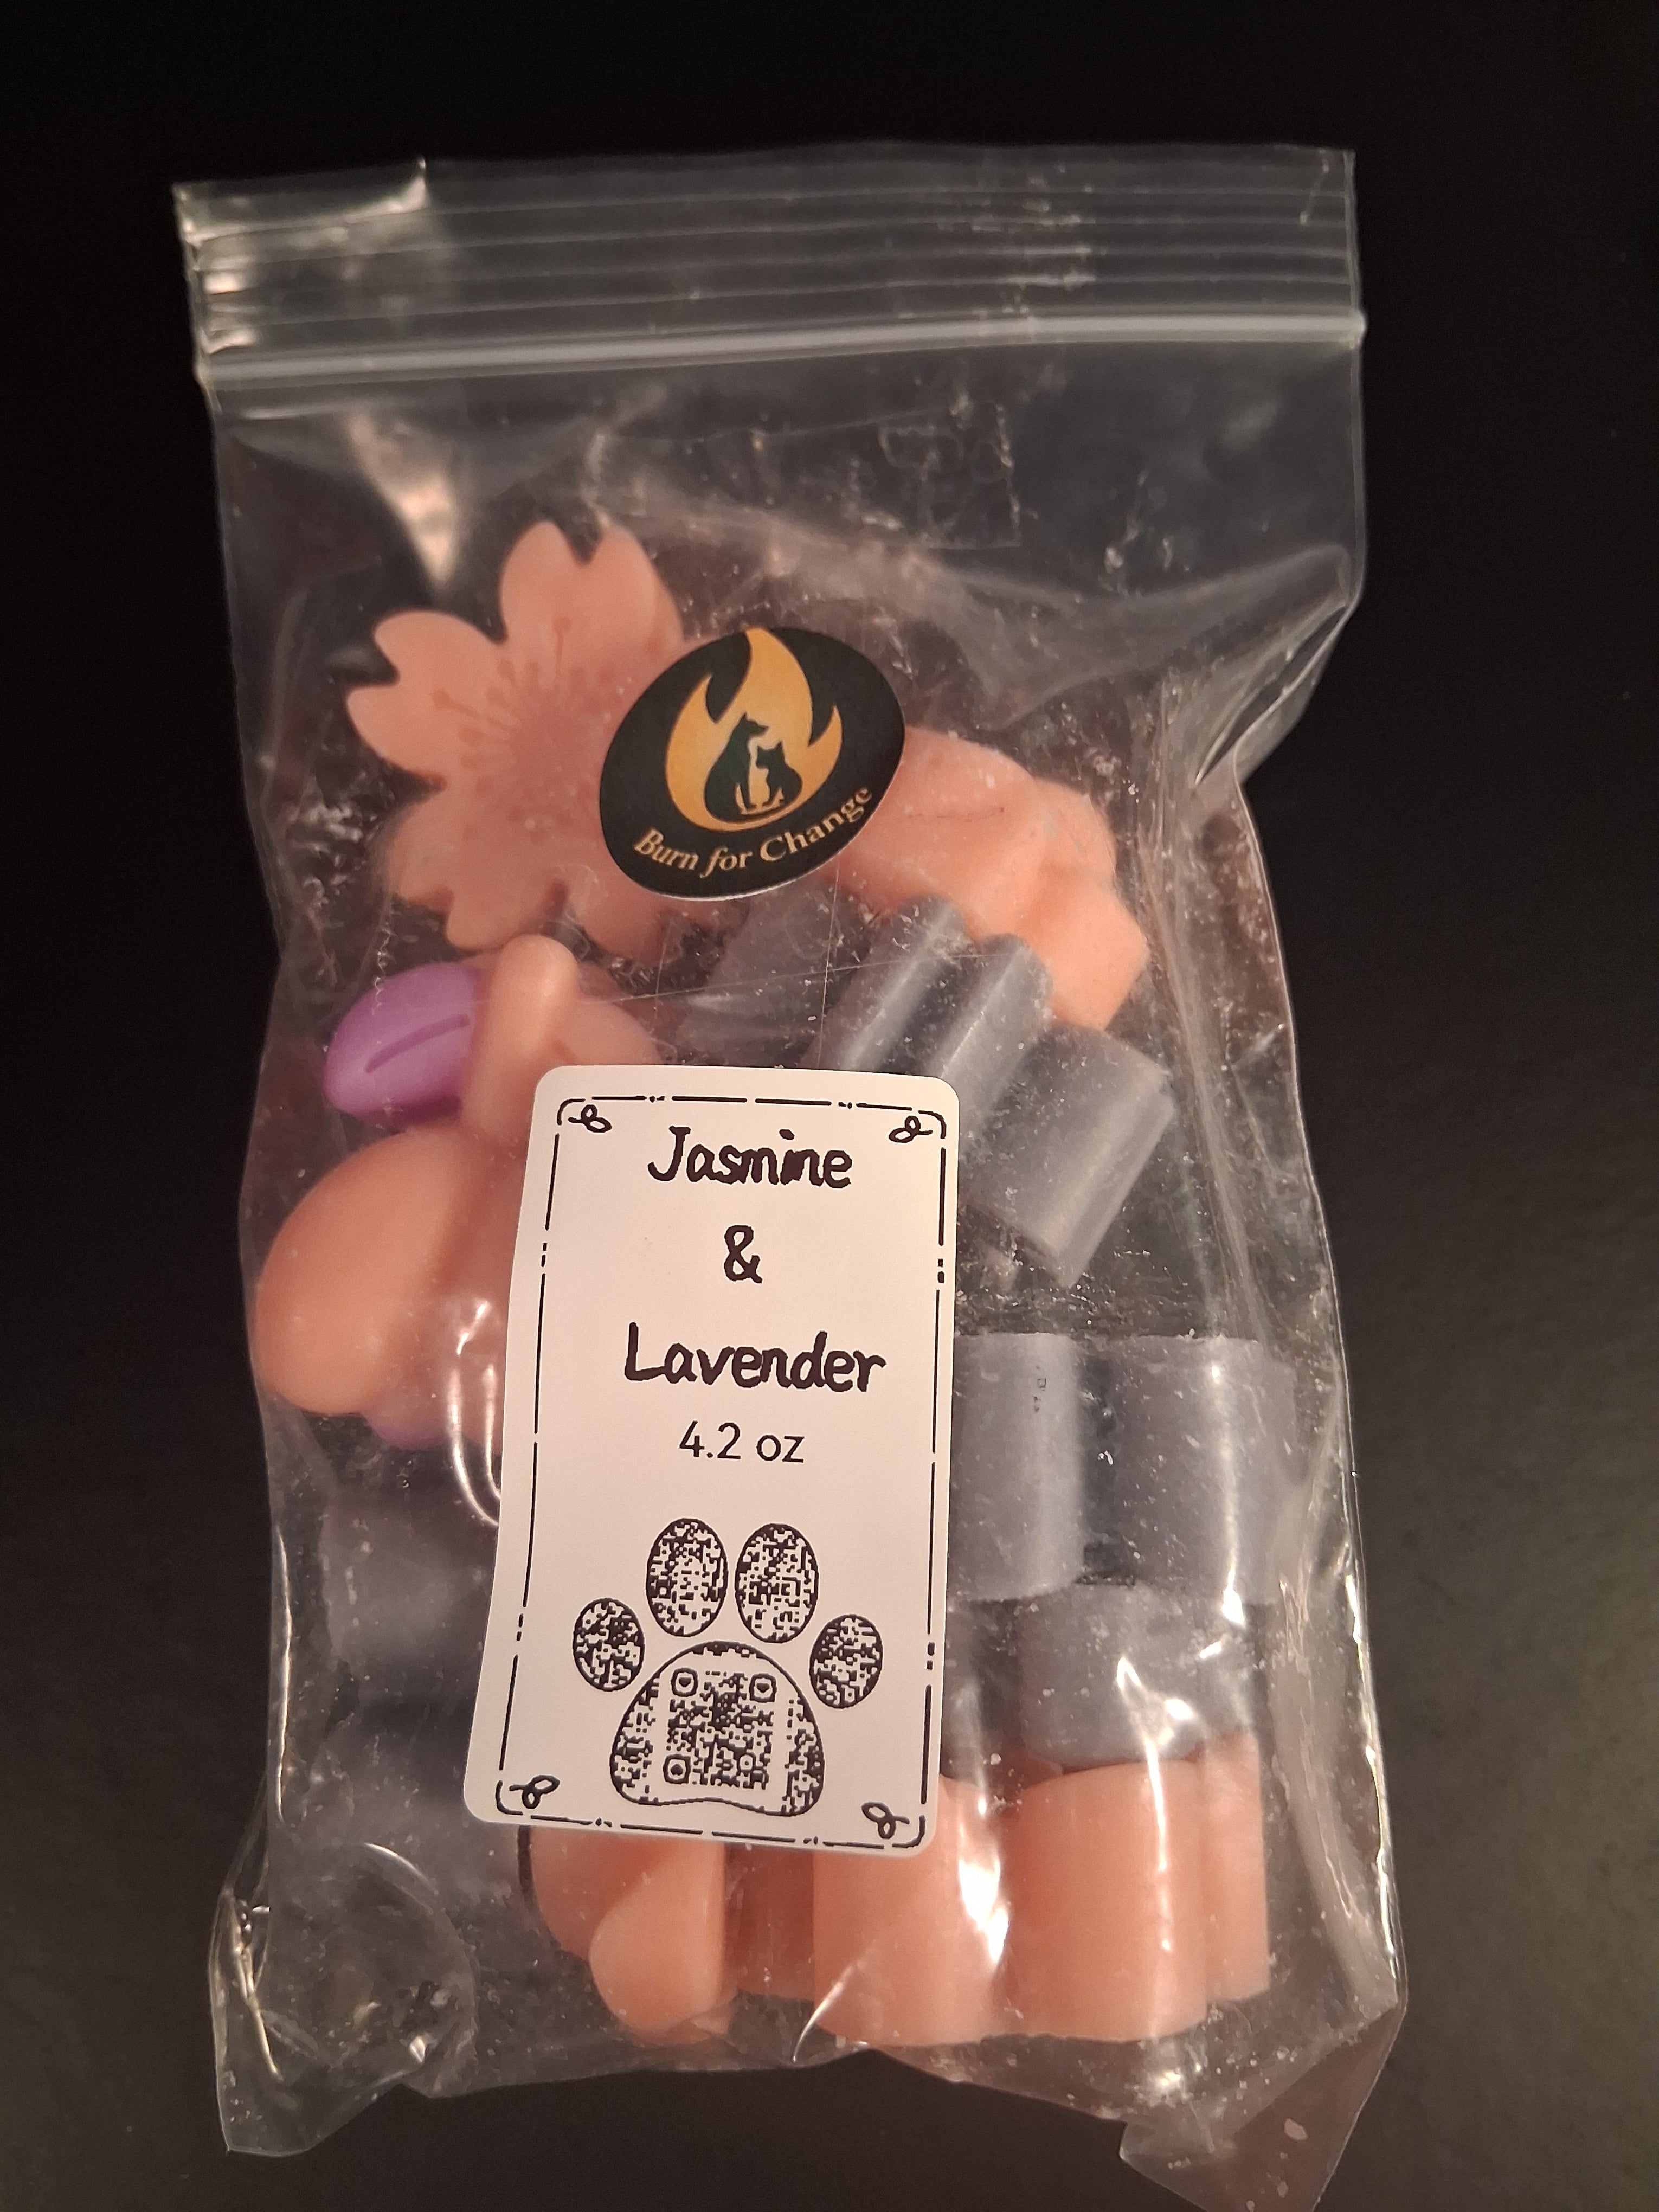 Burn for Change
Jasmine
&
Lavender
4.2 oz